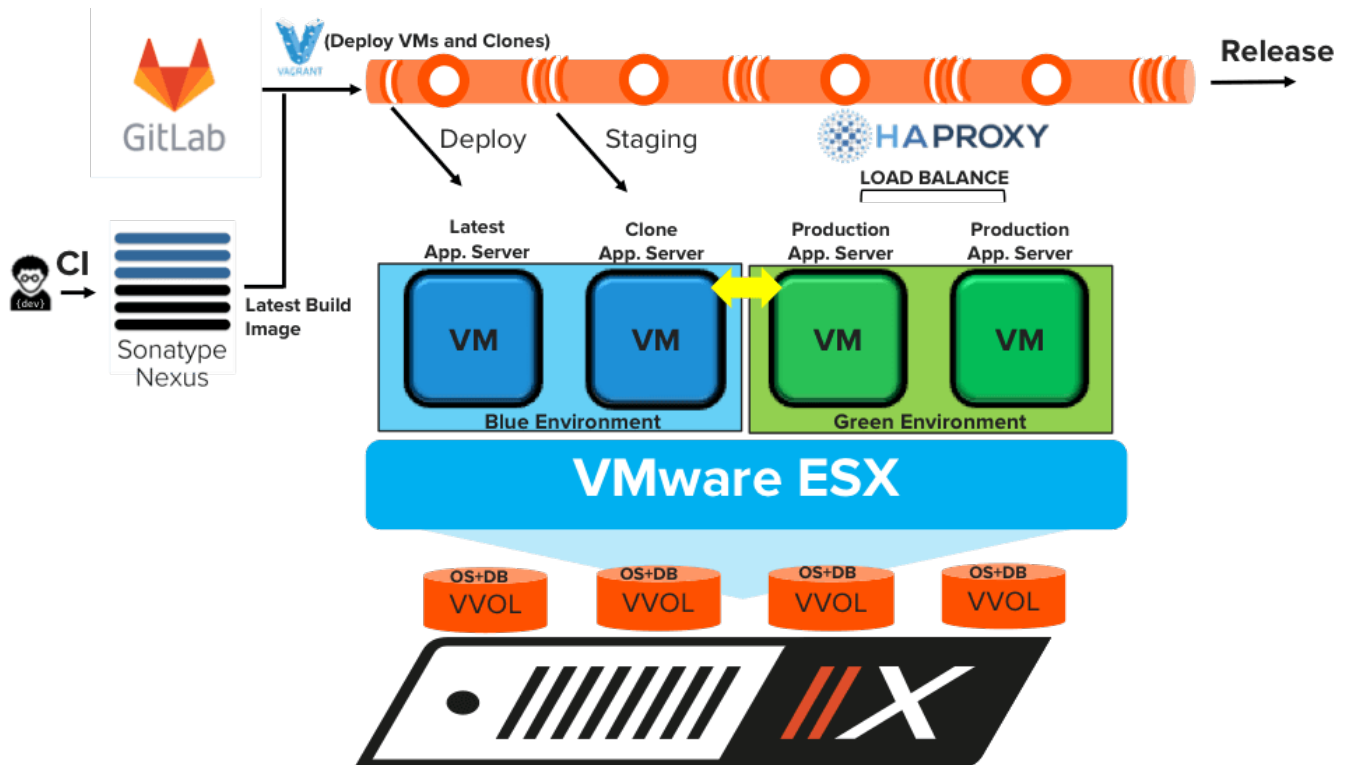 GitLab
VAGRANT
(Deploy VMs and Clones)
Release
Deploy
Staging
HAPROXY
LOAD BALANCE
{dev}
CI
Sonatype
Nexus
Latest Build
Image
Latest
App. Server
Clone
App. Server
Production
App. Server
Production
App. Server
VM
VM
VM
VM
Blue Environment
Green Environment
VMware ESX
OS+DB
VVOL
OS+DB
VVOL
OS+DB
VVOL
OS+DB
VVOL
//X